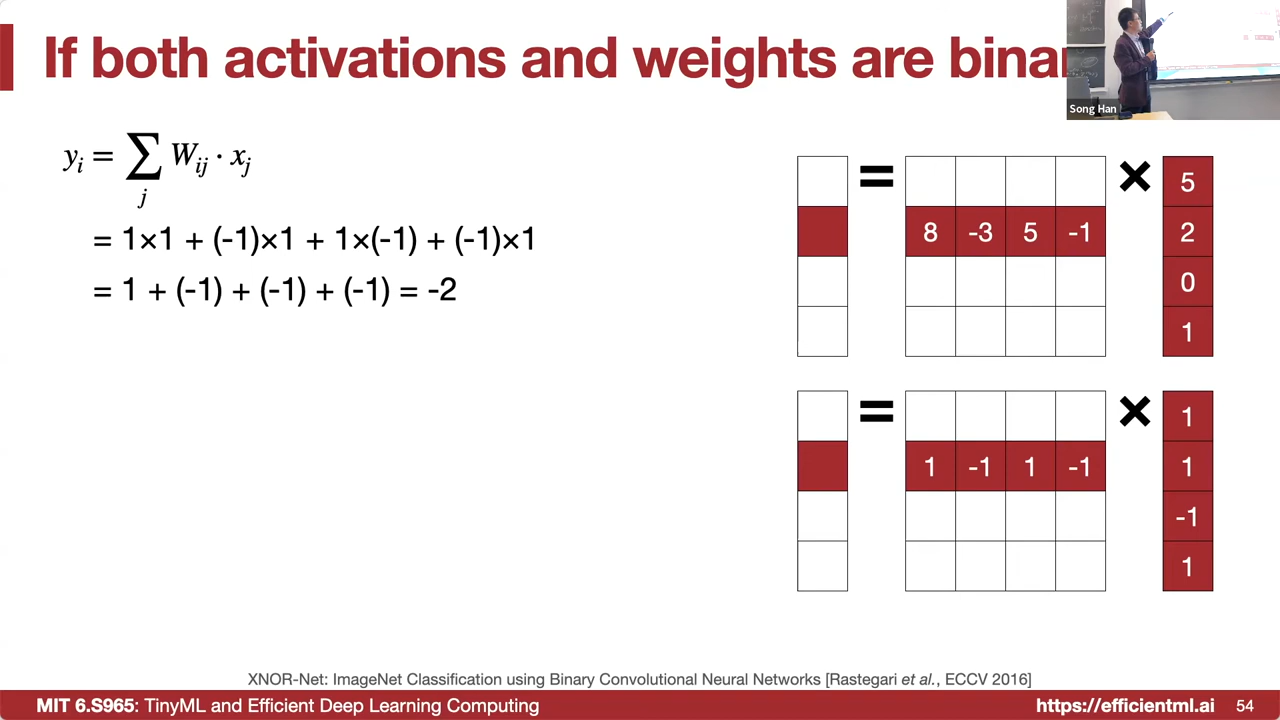 If both activations and weights are bina
Song Han
yᵢ = ∑ⱼ Wᵢⱼ · xⱼ
= 1×1 + (-1)×1 + 1×(-1) + (-1)×1
= 1 + (-1) + (-1) + (-1) = -2
= ×
5
8 -3 5 -1 2
0
1
= ×
1
1 -1 1 -1 1
-1
1
XNOR-Net: ImageNet Classification using Binary Convolutional Neural Networks [Rastegari et al., ECCV 2016]
MIT 6.S965: TinyML and Efficient Deep Learning Computing https://efficientml.ai 54